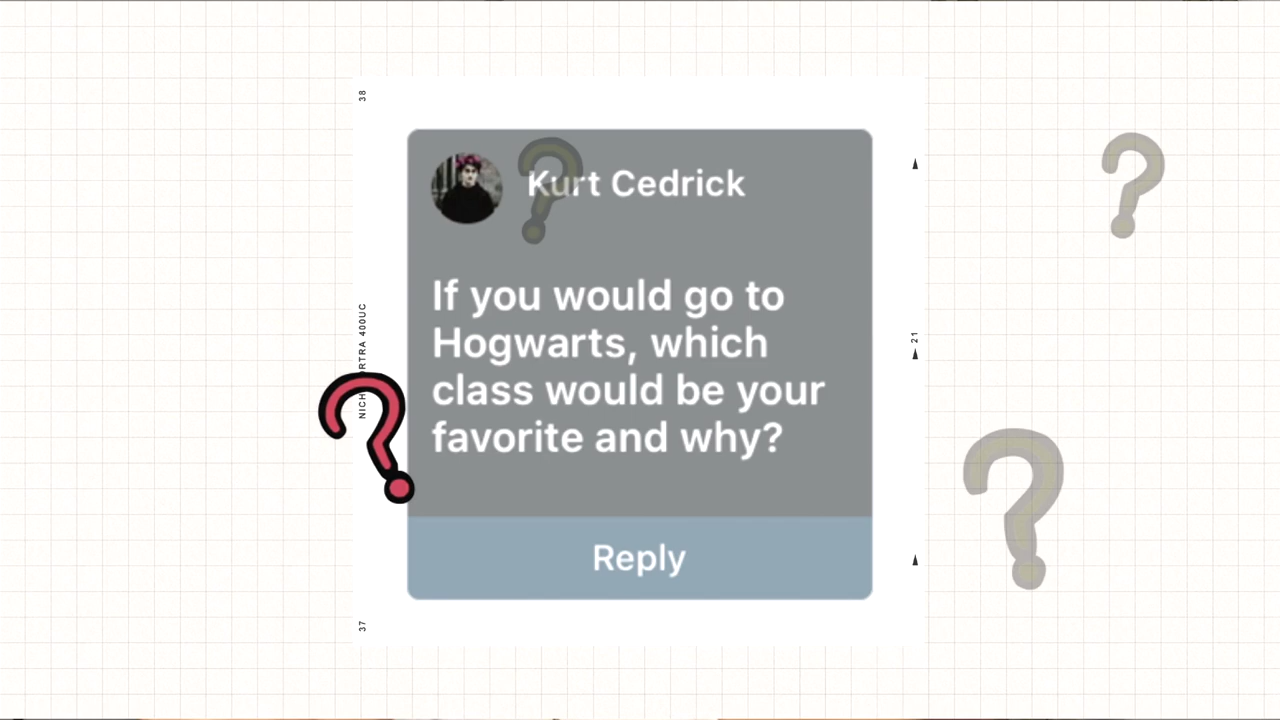 38
Kurt Cedrick
If you would go to
Hogwarts, which
class would be your
favorite and why?
Reply
400UC
21
37